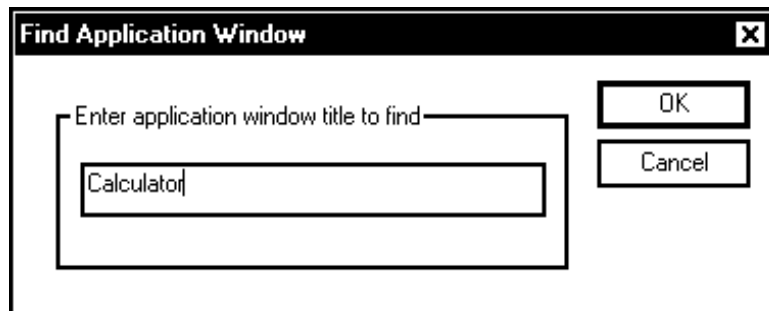 Find Application Window
Enter application window title to find
Calculator
OK
Cancel